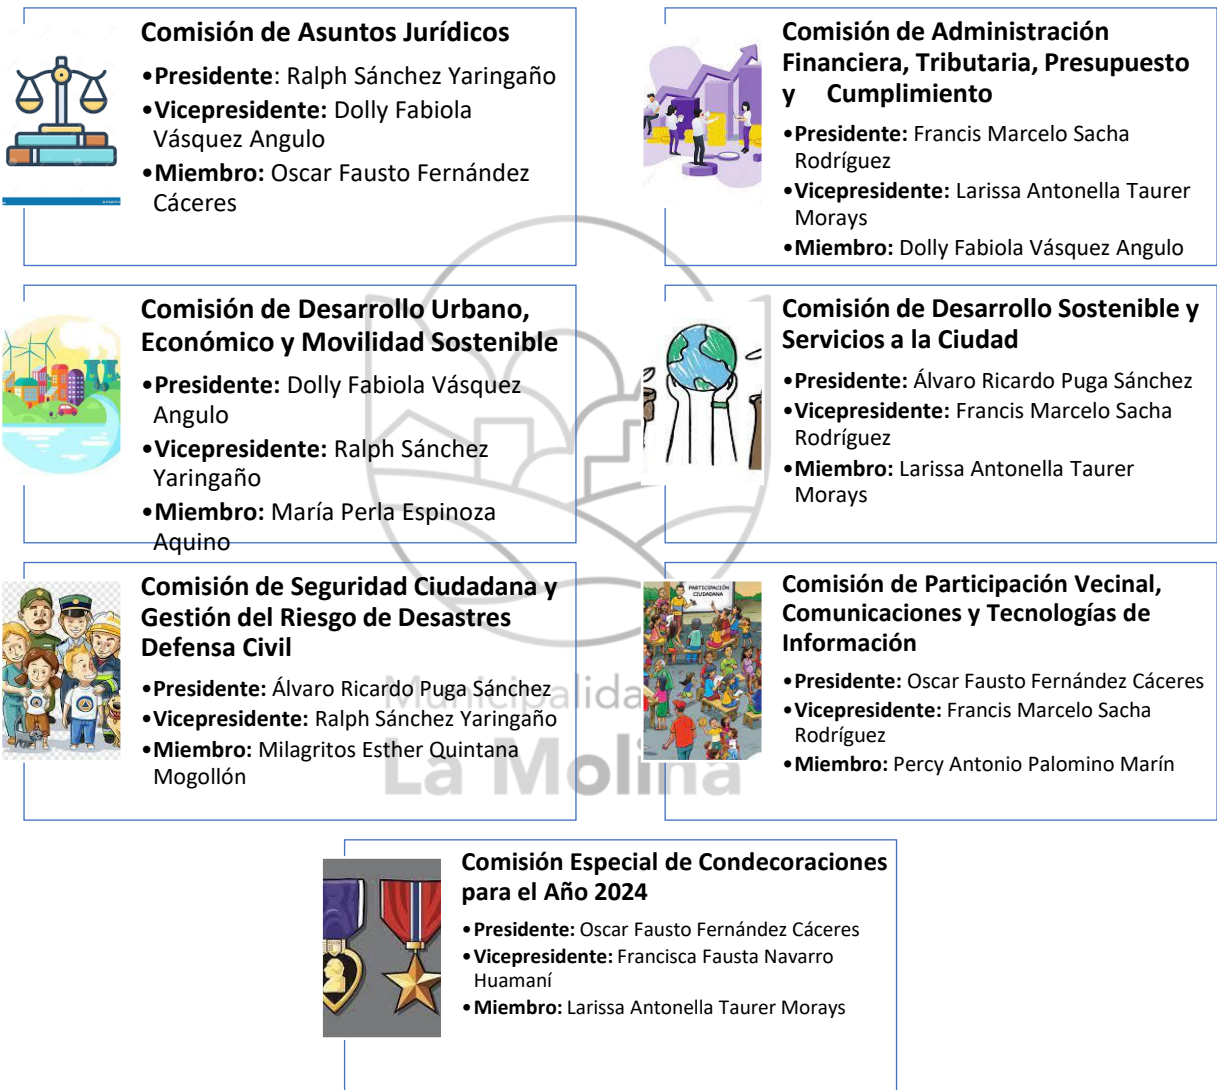 Comisión de Asuntos Jurídicos
•Presidente: Ralph Sánchez Yaringaño
•Vicepresidente: Dolly Fabiola
Vásquez Angulo
•Miembro: Oscar Fausto Fernández
Cáceres
Comisión de Administración
Financiera, Tributaria, Presupuesto
y Cumplimiento
•Presidente: Francis Marcelo Sacha
Rodríguez
•Vicepresidente: Larissa Antonella Taurer
Morays
•Miembro: Dolly Fabiola Vásquez Angulo
Comisión de Desarrollo Urbano,
Económico y Movilidad Sostenible
•Presidente: Dolly Fabiola Vásquez
Angulo
•Vicepresidente: Ralph Sánchez
Yaringaño
•Miembro: María Perla Espinoza
Aquino
Comisión de Desarrollo Sostenible y
Servicios a la Ciudad
•Presidente: Álvaro Ricardo Puga Sánchez
•Vicepresidente: Francis Marcelo Sacha
Rodríguez
•Miembro: Larissa Antonella Taurer
Morays
Comisión de Seguridad Ciudadana y
Gestión del Riesgo de Desastres
Defensa Civil
•Presidente: Álvaro Ricardo Puga Sánchez
•Vicepresidente: Ralph Sánchez Yaringaño
•Miembro: Milagritos Esther Quintana
Mogollón
PARTICIPACIÓN
CIUDADANA
Comisión de Participación Vecinal,
Comunicaciones y Tecnologías de
Información
•Presidente: Oscar Fausto Fernández Cáceres
•Vicepresidente: Francis Marcelo Sacha
Rodríguez
•Miembro: Percy Antonio Palomino Marín
Municipalida
La Molina
Comisión Especial de Condecoraciones
para el Año 2024
•Presidente: Oscar Fausto Fernández Cáceres
•Vicepresidente: Francisca Fausta Navarro
Huamaní
•Miembro: Larissa Antonella Taurer Morays